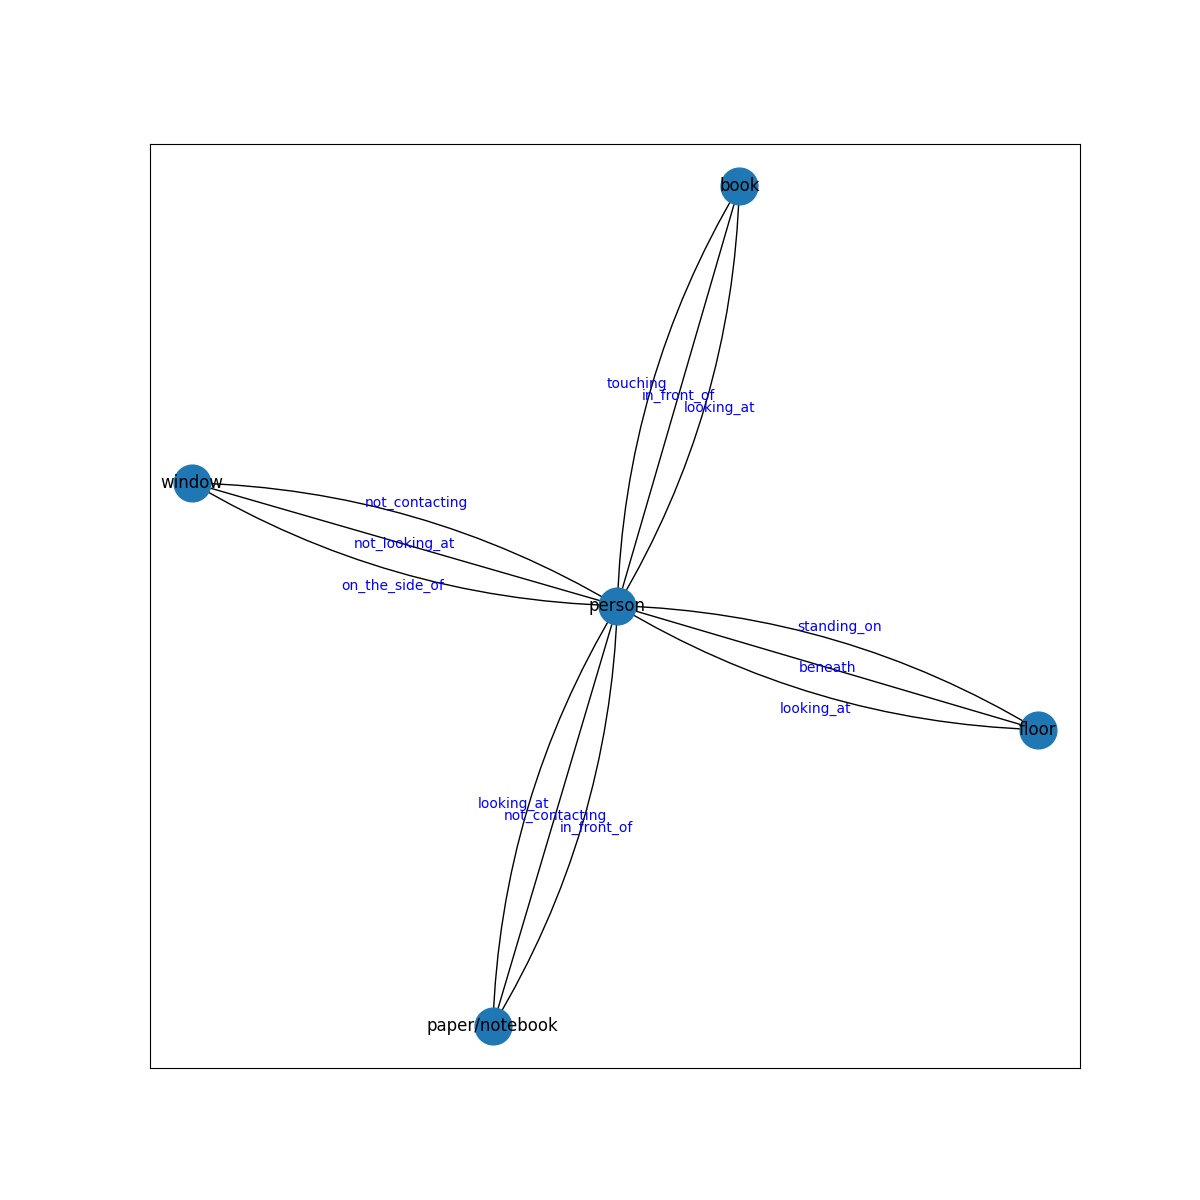 book
touching
in_front_of
looking_at
window
not_contacting
not_looking_at
on_the_side_of
person
standing_on
beneath
looking_at
floor
looking_at
not_contacting
in_front_of
paper/notebook